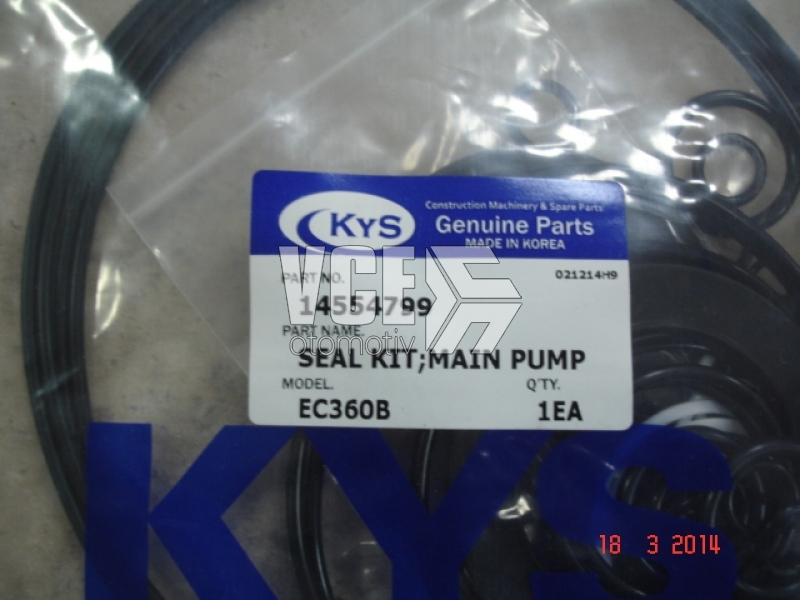 KyS
Construction Machinery & Spare Parts
Genuine Parts
MADE IN KOREA
PART NO.
021214M9
14554799
PART NAME.
SEAL KIT;MAIN PUMP
MODEL.
Q'TY.
EC360B
1EA
VCE
otomotiv
KYS
18 3 2014